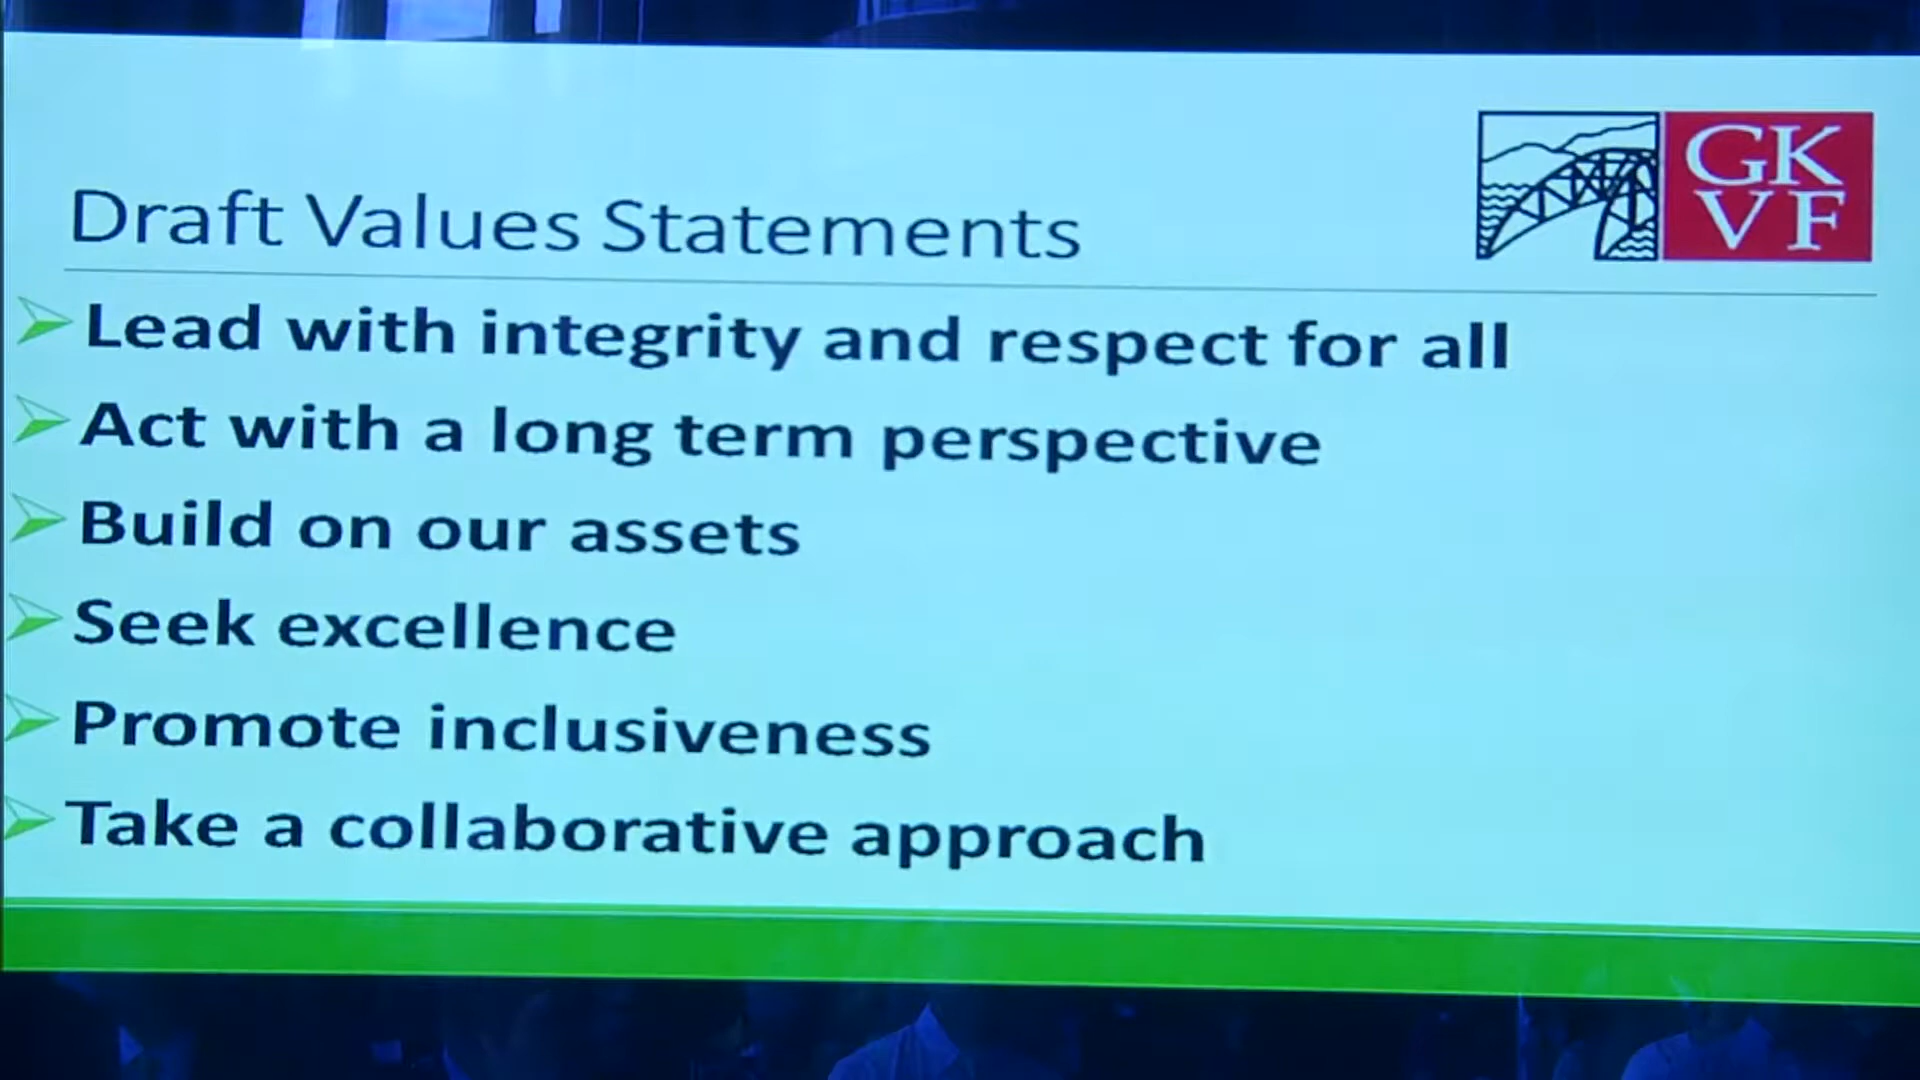 GK
VF
Draft Values Statements
Lead with integrity and respect for all
Act with a long term perspective
Build on our assets
Seek excellence
Promote inclusiveness
Take a collaborative approach